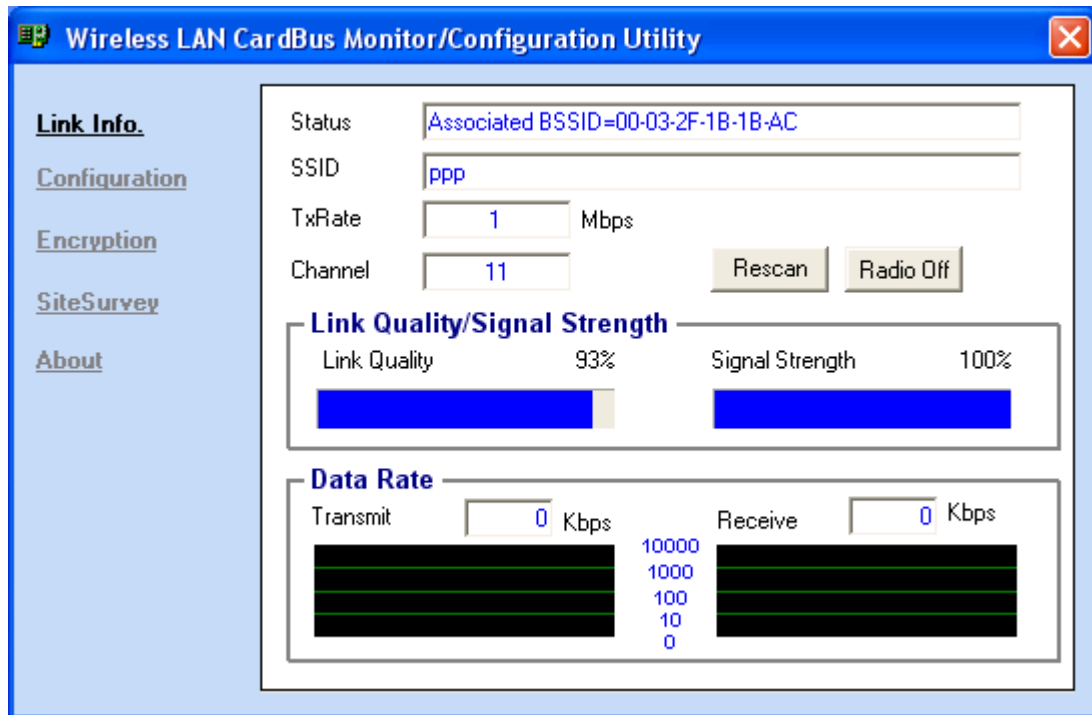 Wireless LAN CardBus Monitor/Configuration Utility
Link Info.
Configuration
Encryption
SiteSurvey
About
Status Associated BSSID=00-03-2F-1B-1B-AC
SSID ppp
TxRate 1 Mbps
Channel 11 Rescan Radio Off
Link Quality/Signal Strength
Link Quality 93% Signal Strength 100%
Data Rate
Transmit 0 Kbps Receive 0 Kbps
10000
1000
100
10
0